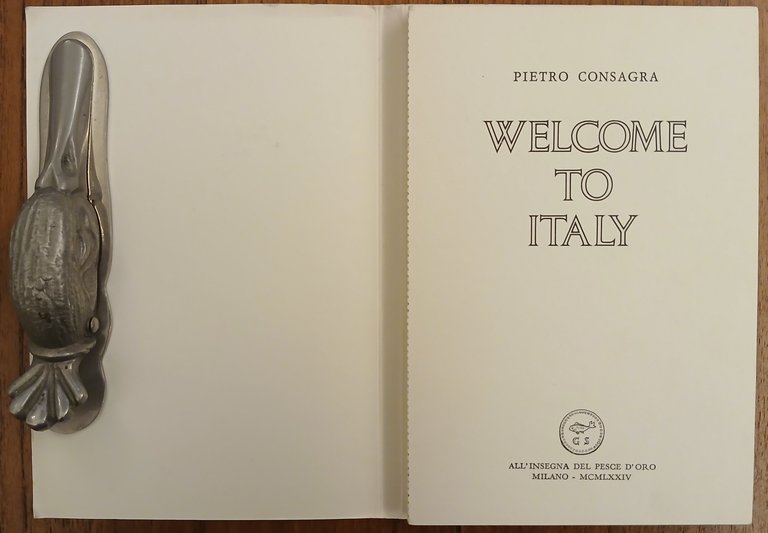 PIETRO CONSAGRA
WELCOME
TO
ITALY
G S
ALL'INSEGNA DEL PESCE D'ORO
MILANO - MCMLXXIV